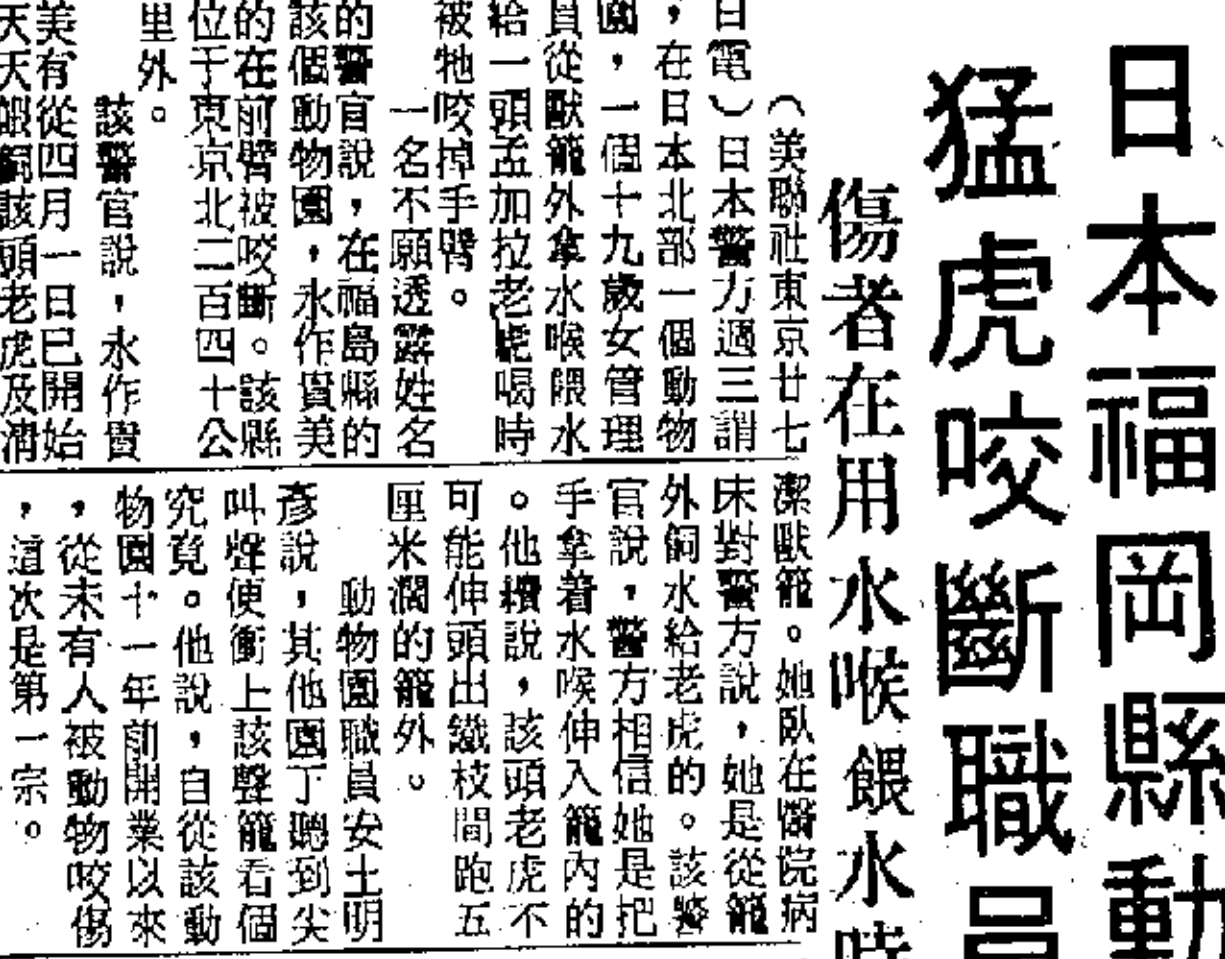 日本福岡縣動
猛虎咬斷職員
傷者在用水喉餵水時
（美聯社東京廿七
日電）日本警力週三謂
，在日本北部一個動物
園，一個十九歲女管理
員從獸籠外拿水喉餵水
給一頭孟加拉老虎喝時
被牠咬掉手臂。
一名不願透露姓名
的警官說，在福島縣的
該個動物園，永作貴美
的在前臂被咬斷。該縣
位于東京北二百四十公
里外。
該警官說，永作貴
美有從四月一日已開始
天天餵飼該頭老虎及清
潔獸籠。她臥在醫院病
床對警方說，她是從籠
外飼水給老虎的。該警
官說，警方相信她是把
手拿着水喉伸入籠內的
。他續說，該頭老虎不
可能伸頭出鐵枝間跑五
厘米濶的籠外。
動物園職員安土明
彥說，其他園丁聽到尖
叫聲便衝上該聲籠看個
究竟。他說，自從該動
物園十一年前開業以來
，從未有人被動物咬傷
，這次是第一宗。